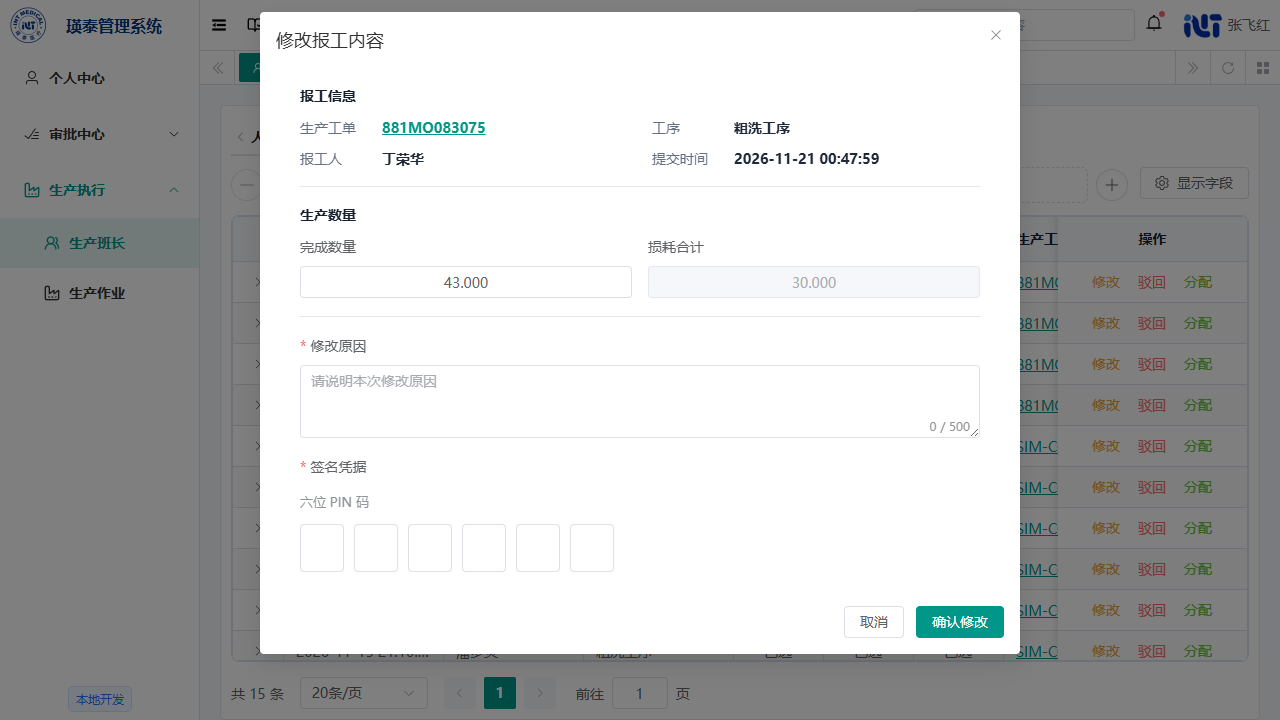 瑛泰管理系统
张飞红
个人中心
审批中心
生产执行
生产班长
生产作业
本地开发
修改报工内容
报工信息
生产工单 881MO083075 工序 粗洗工序
报工人 丁荣华 提交时间 2026-11-21 00:47:59
生产数量
完成数量 损耗合计
43.000 30.000
* 修改原因
请说明本次修改原因
0 / 500
* 签名凭据
六位 PIN 码
取消 确认修改
显示字段
操作
修改 驳回 分配
修改 驳回 分配
修改 驳回 分配
修改 驳回 分配
修改 驳回 分配
修改 驳回 分配
修改 驳回 分配
修改 驳回 分配
修改 驳回 分配
修改 驳回 分配
共 15 条 20条/页 1 前往 1 页